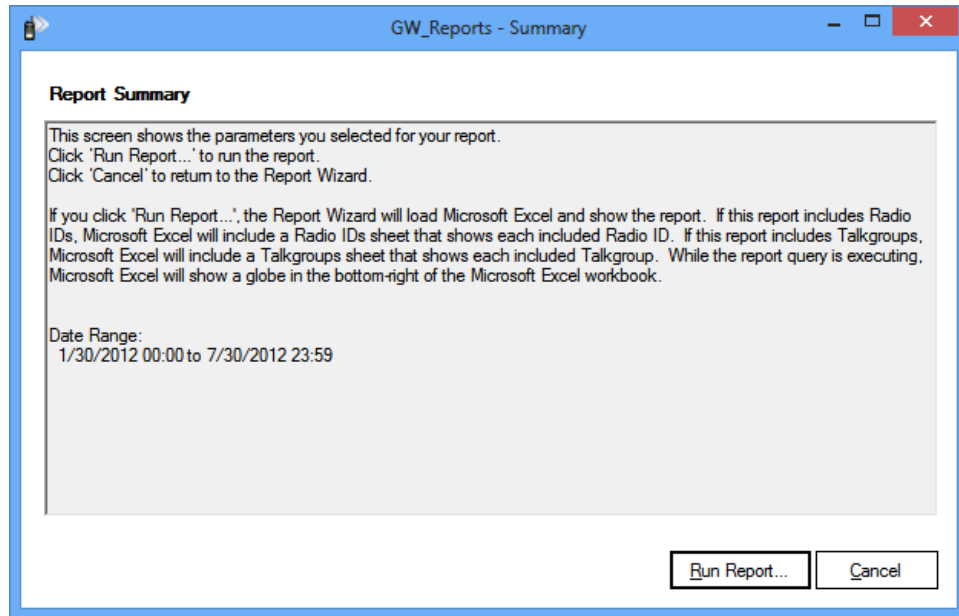 GW_Reports - Summary
Report Summary
This screen shows the parameters you selected for your report.
Click 'Run Report...' to run the report.
Click 'Cancel' to return to the Report Wizard.
If you click 'Run Report...', the Report Wizard will load Microsoft Excel and show the report.  If this report includes Radio
IDs, Microsoft Excel will include a Radio IDs sheet that shows each included Radio ID.  If this report includes Talkgroups,
Microsoft Excel will include a Talkgroups sheet that shows each included Talkgroup.  While the report query is executing,
Microsoft Excel will show a globe in the bottom-right of the Microsoft Excel workbook.
Date Range:
1/30/2012 00:00 to 7/30/2012 23:59
Run Report... Cancel